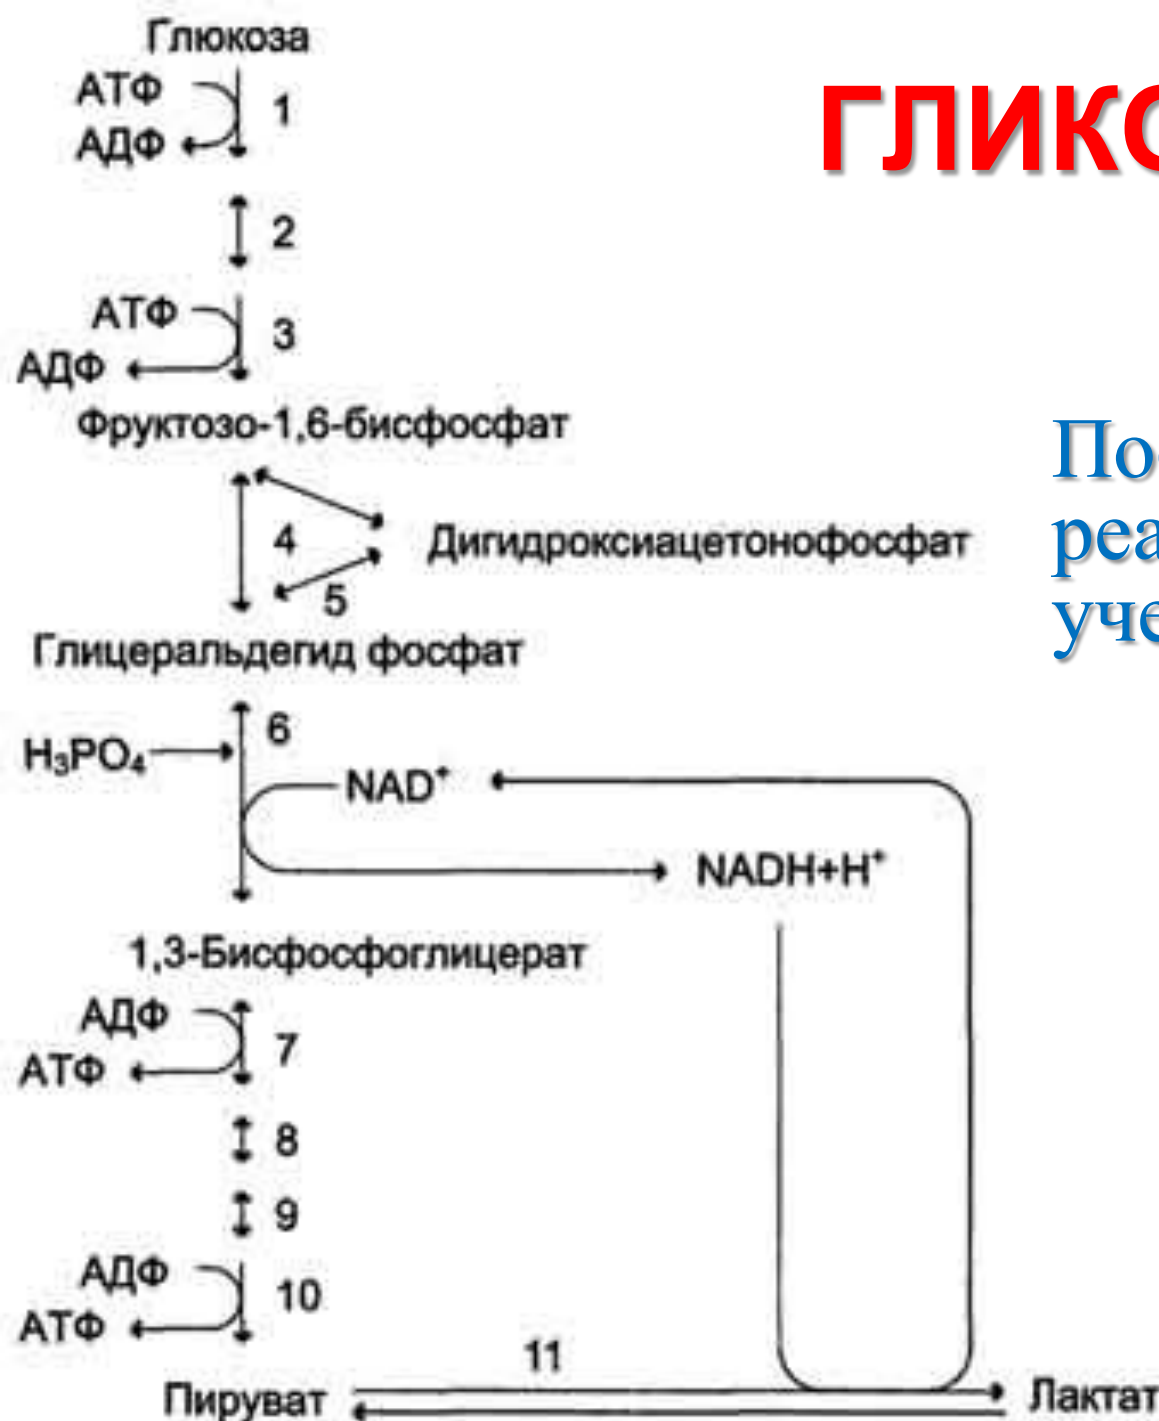 Глюкоза
АТФ
1
АДФ
2
АТФ
3
АДФ
Фруктозо-1,6-бисфосфат
4
Дигидроксиацетонофосфат
5
Глицеральдегид фосфат
6
H₃PO₄
NAD⁺
NADH+H⁺
1,3-Бисфосфоглицерат
АДФ
7
АТФ
8
9
АДФ
10
АТФ
11
Пируват
Лактат